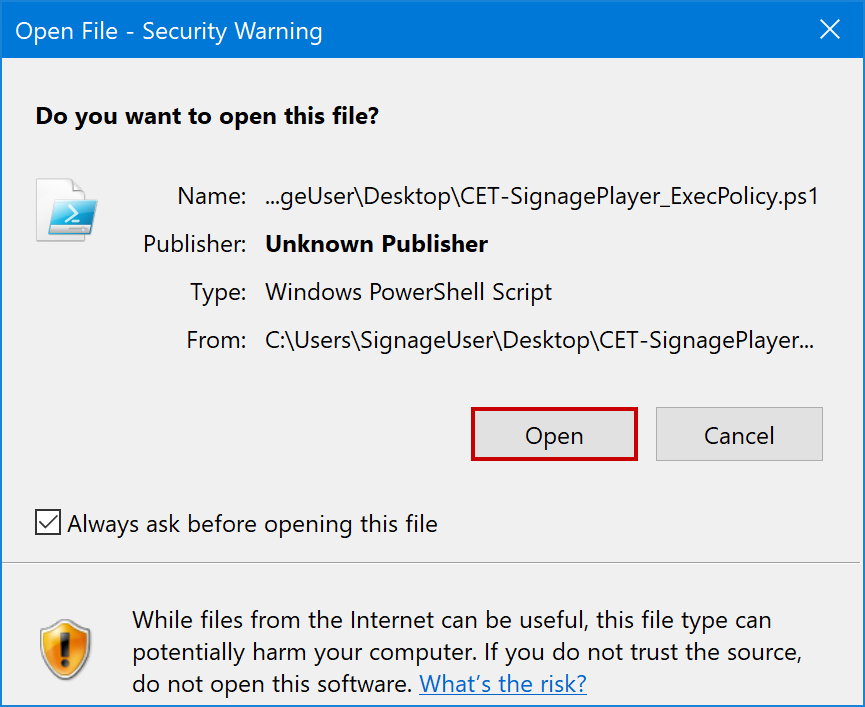 Open File - Security Warning
Do you want to open this file?
Name: ...geUser\Desktop\CET-SignagePlayer_ExecPolicy.ps1
Publisher: Unknown Publisher
Type: Windows PowerShell Script
From: C:\Users\SignageUser\Desktop\CET-SignagePlayer...
Open Cancel
Always ask before opening this file
While files from the Internet can be useful, this file type can
potentially harm your computer. If you do not trust the source,
do not open this software. What's the risk?